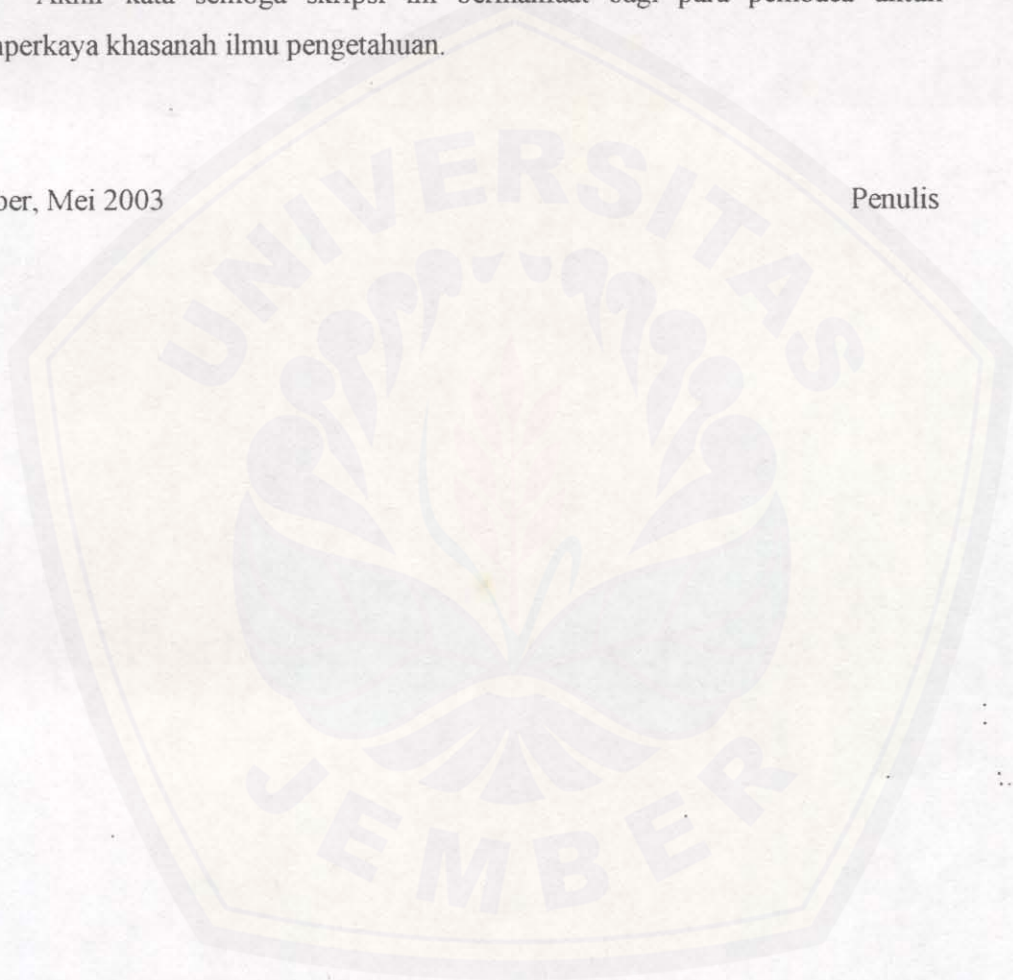 Akhir kata semoga skripsi ini bermanfaat bagi para pembaca untuk
perkaya khasanah ilmu pengetahuan.
ber, Mei 2003 Penulis
UNIVERSITAS
JEMBER